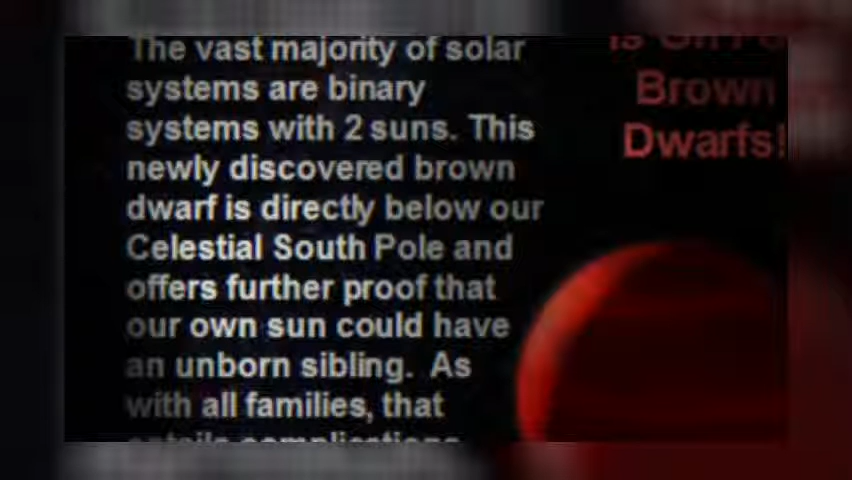 The vast majority of solar
systems are binary
systems with 2 suns. This
newly discovered brown
dwarf is directly below our
Celestial South Pole and
offers further proof that
our own sun could have
an unborn sibling. As
with all families, that
entails complications
Brown
Dwarfs!